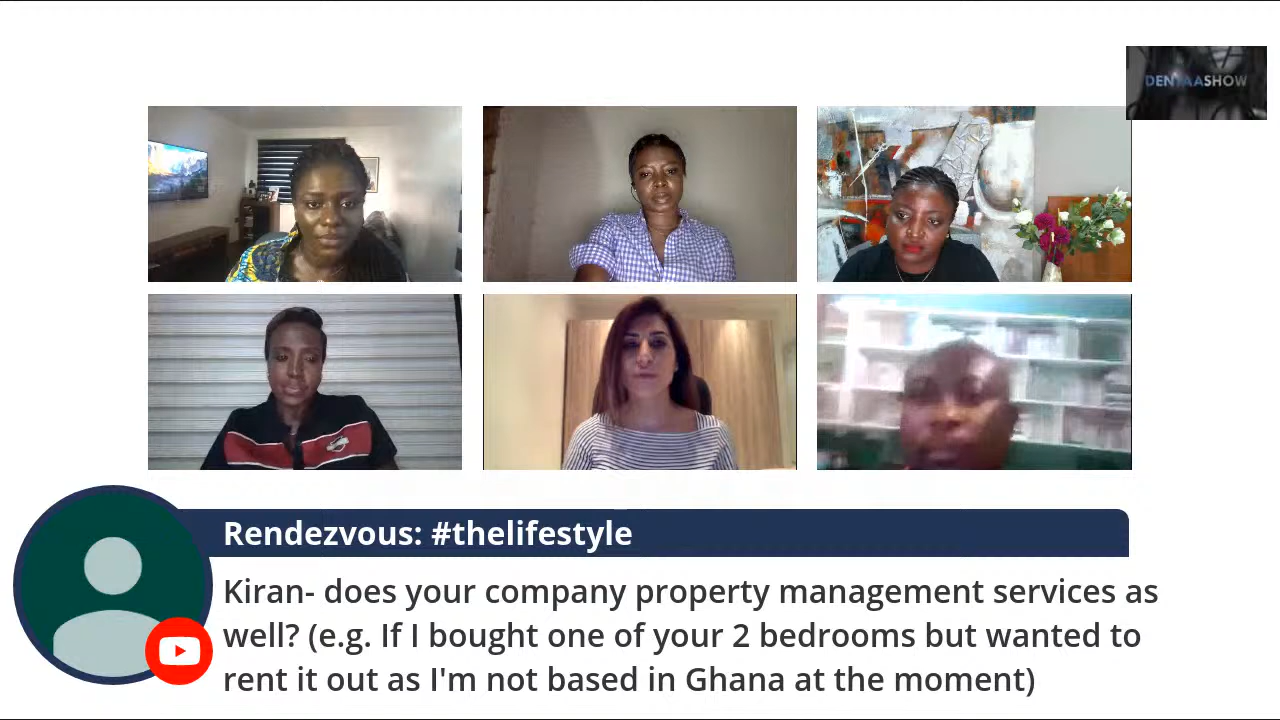 DENTAASHOW
Rendezvous: #thelifestyle
Kiran- does your company property management services as
well? (e.g. If I bought one of your 2 bedrooms but wanted to
rent it out as I'm not based in Ghana at the moment)